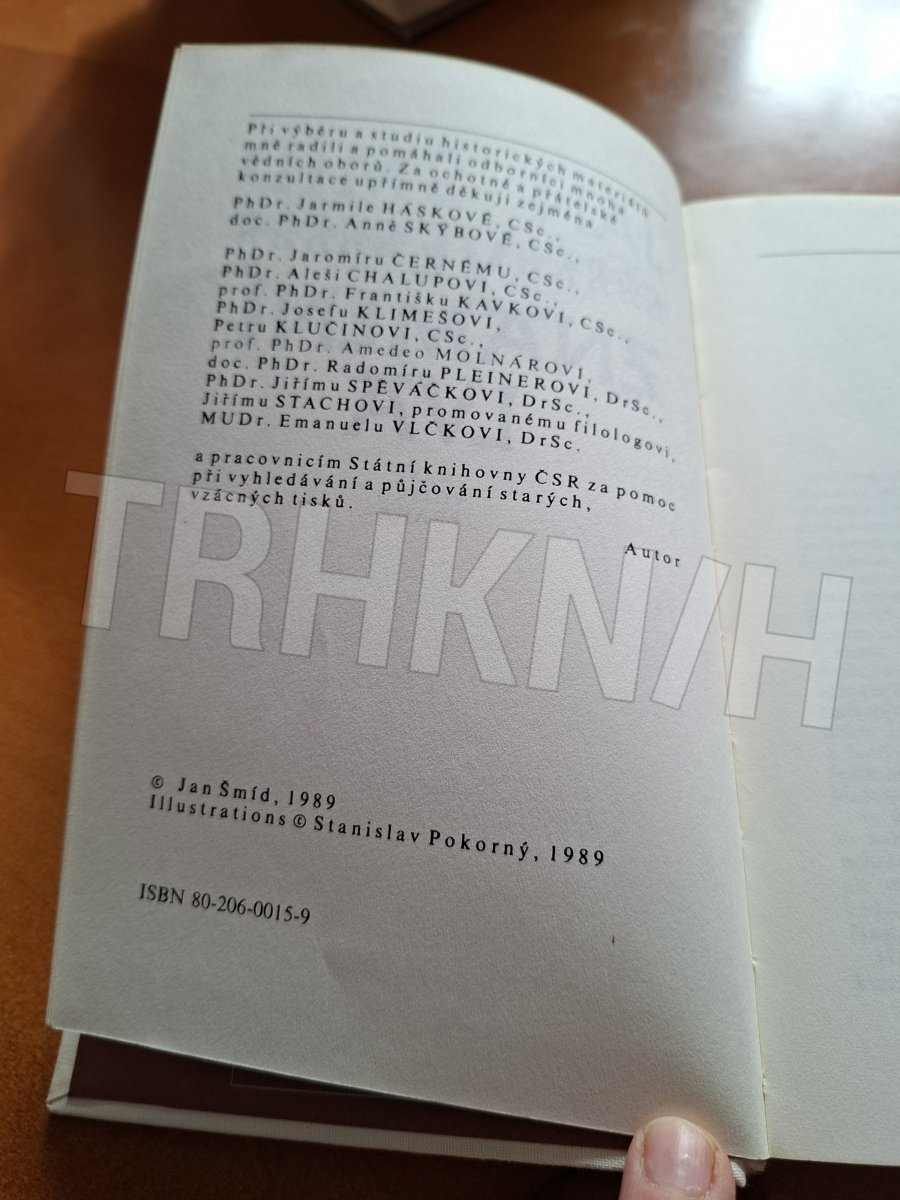 Při výběru a studiu historických materiálů
mně radili a pomáhali odborníci mnoha
vědních oborů. Za ochotné a přátelské
konzultace upřímně děkuji zejména
PhDr. Jarmile HÁSKOVÉ, CSc.,
doc. PhDr. Anně SKÝBOVÉ, CSc.,
PhDr. Jaromíru ČERNÉMU, CSc.,
PhDr. Aleši CHALUPOVI, CSc.,
prof. PhDr. Františku KAVKOVI, CSc.,
PhDr. Josefu KLIMEŠOVI,
Petru KLUČINOVI, CSc.,
prof. PhDr. Amedeo MOLNÁROVI,
doc. PhDr. Radomíru PLEINEROVI, DrSc.,
PhDr. Jiřímu SPĚVÁČKOVI, DrSc.,
Jiřímu STACHOVI, promovanému filologovi,
MUDr. Emanuelu VLČKOVI, DrSc.
a pracovnicím Státní knihovny ČSR za pomoc
při vyhledávání a půjčování starých,
vzácných tisků.
Autor
TRHKNIH
© Jan Šmíd, 1989
Illustrations © Stanislav Pokorný, 1989
ISBN 80-206-0015-9